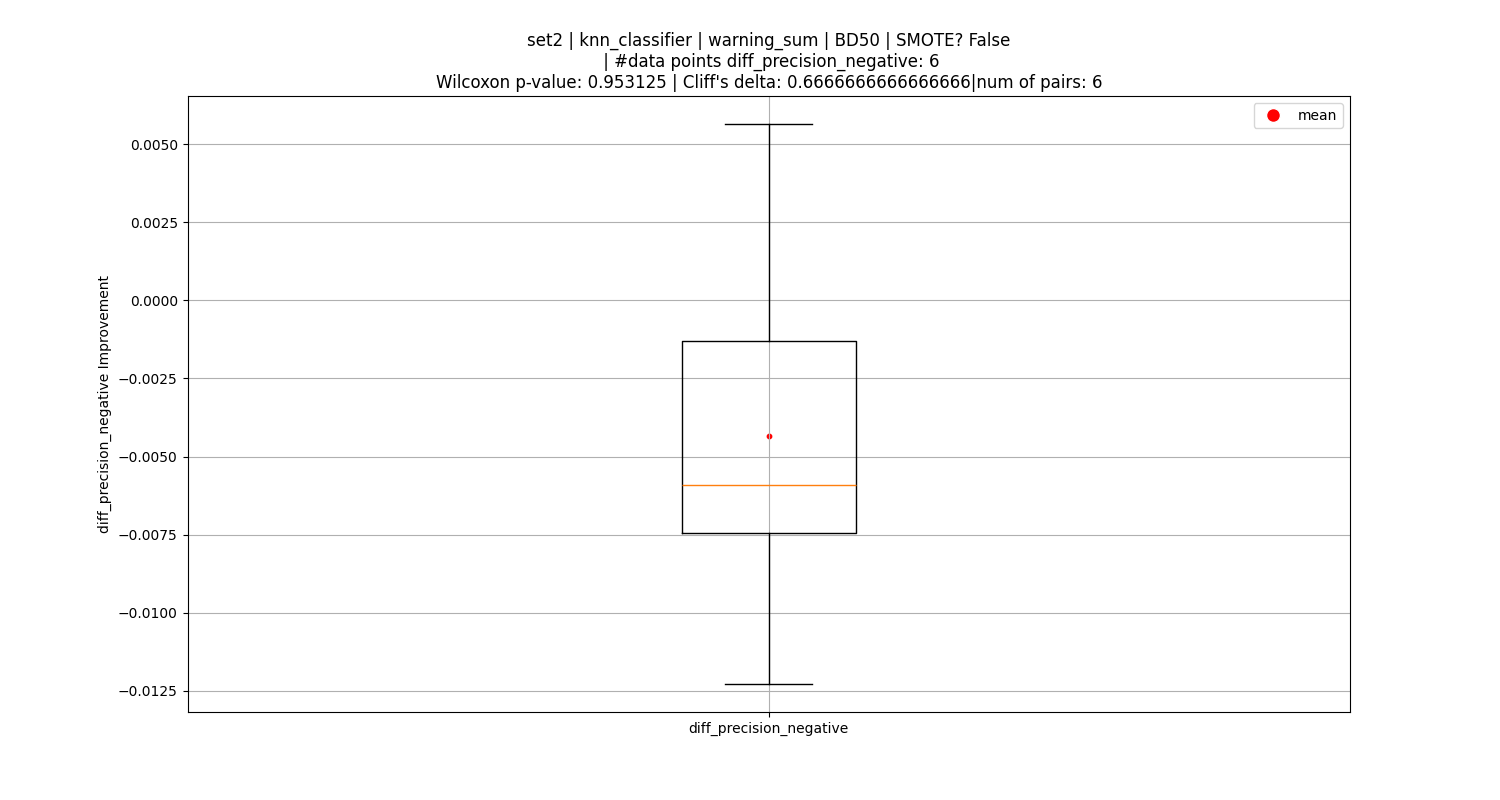 set2 | knn_classifier | warning_sum | BD50 | SMOTE? False
| #data points diff_precision_negative: 6
Wilcoxon p-value: 0.953125 | Cliff's delta: 0.6666666666666666|num of pairs: 6
mean
0.0050
0.0025
0.0000
−0.0025
−0.0050
−0.0075
−0.0100
−0.0125
diff_precision_negative Improvement
diff_precision_negative